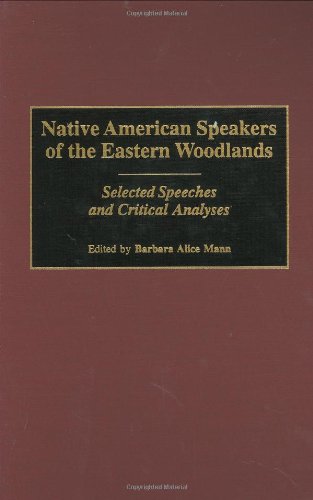 Native American Speakers
of the Eastern Woodlands
Selected Speeches
and Critical Analyses
Edited by Barbara Alice Mann